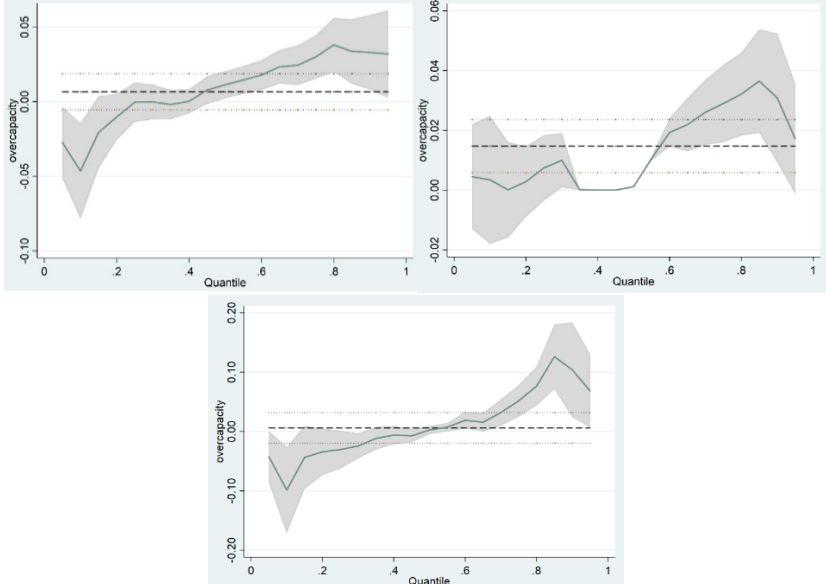 0.05
0.00
-0.05
-0.10
overcapacity
0 .2 .4 .6 .8 1
Quantile
0.06
0.04
0.02
0.00
-0.02
overcapacity
0 .2 .4 .6 .8 1
Quantile
0.20
0.10
0.00
-0.10
-0.20
overcapacity
0 .2 .4 .6 .8 1
Quantile